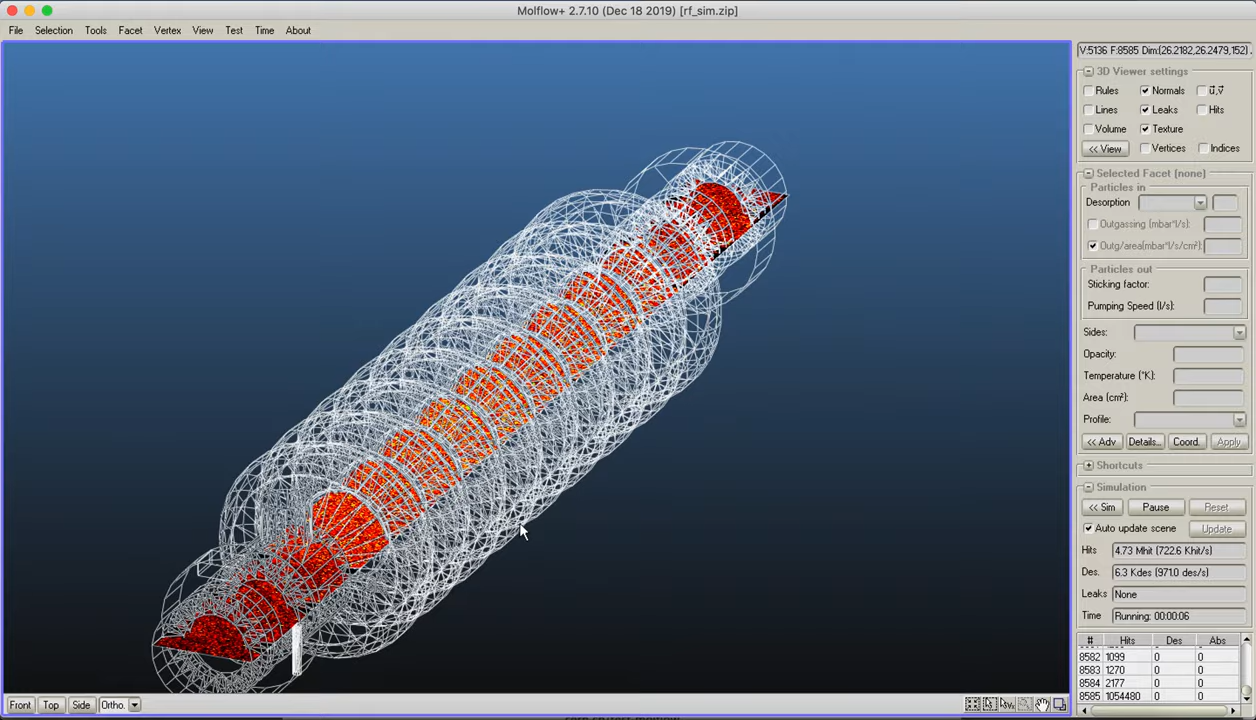 Molflow+ 2.7.10 (Dec 18 2019) [rf_sim.zip]
File Selection Tools Facet Vertex View Test Time About
V:5136 F:8585 Dim:(26.2182,26.2479,152)
3D Viewer settings
Rules Normals ü,v̌
Lines Leaks Hits
Volume Texture
<< View Vertices Indices
Selected Facet (none)
Particles in
Desorption
Outgassing (mbar*l/s):
Outg/area(mbar*l/s/cm²):
Particles out
Sticking factor:
Pumping Speed (l/s):
Sides:
Opacity:
Temperature (°K):
Area (cm²):
Profile:
<< Adv Details... Coord. Apply
Shortcuts
Simulation
<< Sim Pause Reset
Auto update scene Update
Hits 4.73 Mhit (722.6 Khit/s)
Des. 6.3 Kdes (971.0 des/s)
Leaks None
Time Running: 00:00:06
# Hits Des Abs
8582 1099 0 0
8583 1270 0 0
8584 2177 0 0
8585 1054480 0 0
Front Top Side Ortho.